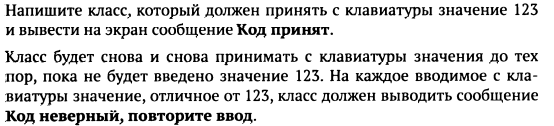 Напишите класс, который должен принять с клавиатуры значение 123
и вывести на экран сообщение Код принят.
Класс будет снова и снова принимать с клавиатуры значения до тех
пор, пока не будет введено значение 123. На каждое вводимое с кла-
виатуры значение, отличное от 123, класс должен выводить сообщение
Код неверный, повторите ввод.